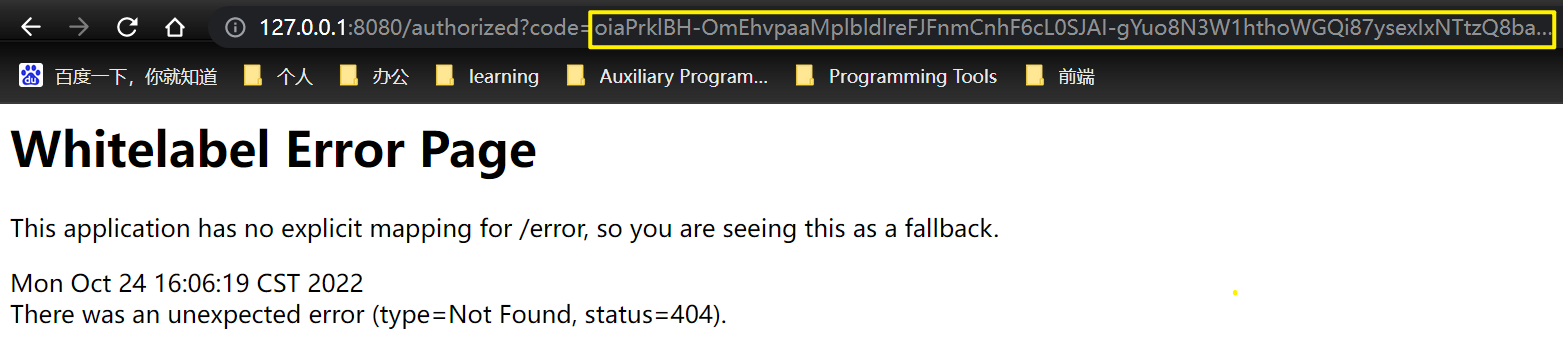 127.0.0.1:8080/authorized?code=oiaPrklBH-OmEhvpaaMplbldlreFJFnmCnhF6cL0SJAI-gYuo8N3W1hthoWGQi87ysexIxNTtzQ8ba...
百度一下，你就知道 个人 办公 learning Auxiliary Program... Programming Tools 前端
Whitelabel Error Page
This application has no explicit mapping for /error, so you are seeing this as a fallback.
Mon Oct 24 16:06:19 CST 2022
There was an unexpected error (type=Not Found, status=404).